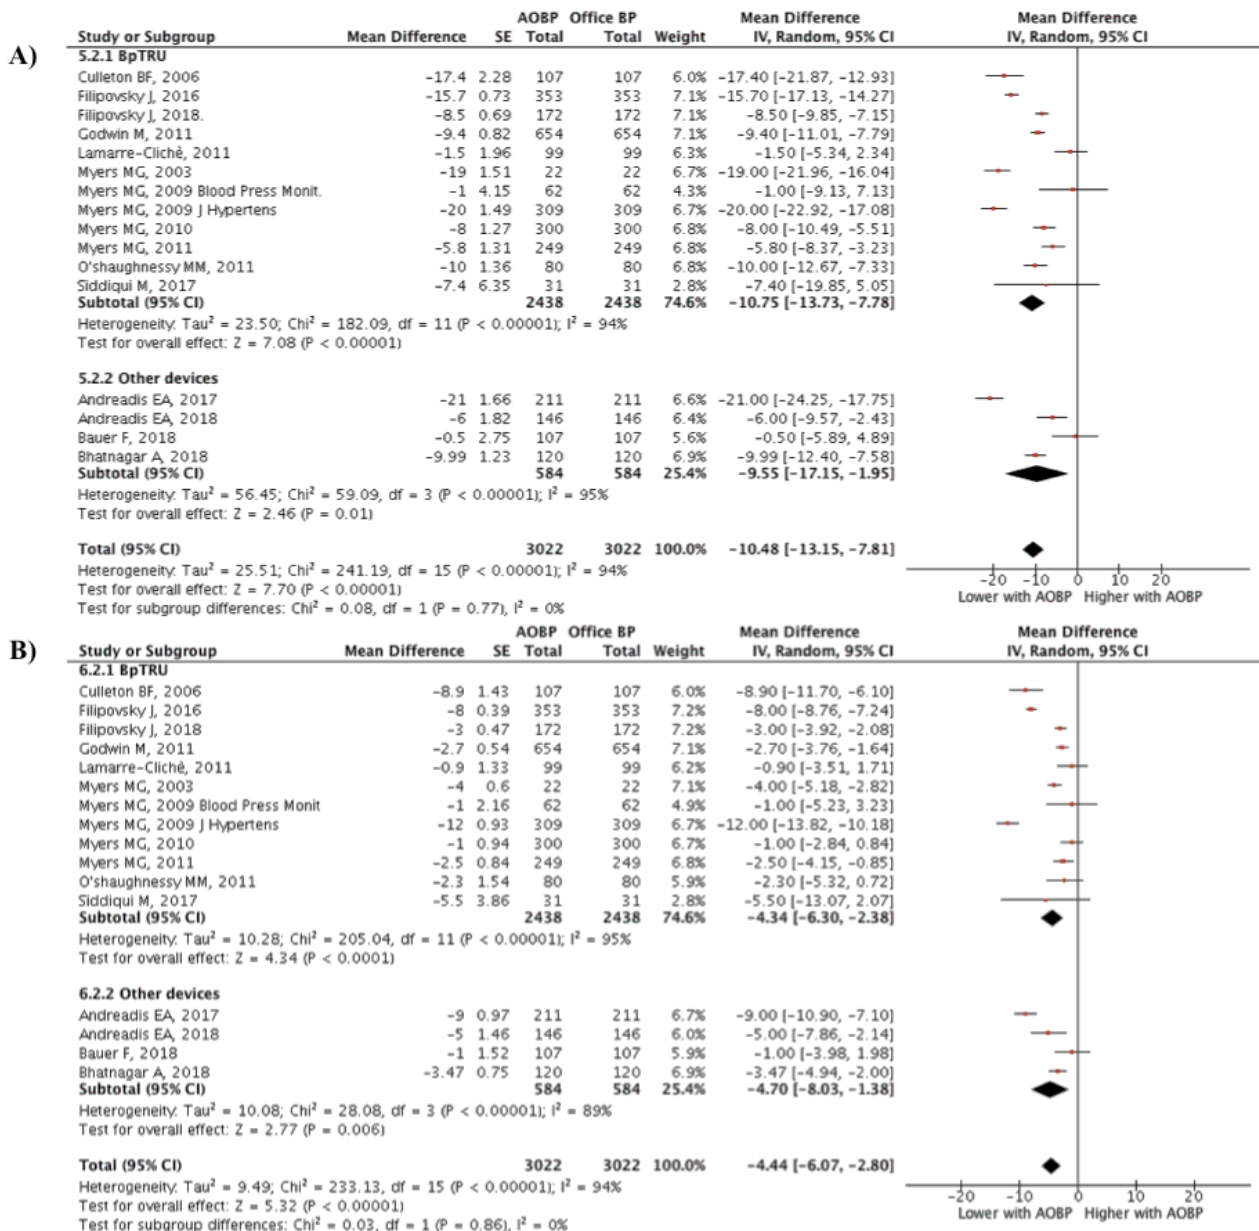 A)
AOBP Office BP Mean Difference Mean Difference
Study or Subgroup Mean Difference SE Total Total Weight IV, Random, 95% CI IV, Random, 95% CI
5.2.1 BpTRU
Culleton BF, 2006 -17.4 2.28 107 107 6.0% -17.40 [-21.87, -12.93]
Filipovsky J, 2016 -15.7 0.73 353 353 7.1% -15.70 [-17.13, -14.27]
Filipovsky J, 2018. -8.5 0.69 172 172 7.1% -8.50 [-9.85, -7.15]
Godwin M, 2011 -9.4 0.82 654 654 7.1% -9.40 [-11.01, -7.79]
Lamarre-Clichè, 2011 -1.5 1.96 99 99 6.3% -1.50 [-5.34, 2.34]
Myers MG, 2003 -19 1.51 22 22 6.7% -19.00 [-21.96, -16.04]
Myers MG, 2009 Blood Press Monit. -1 4.15 62 62 4.3% -1.00 [-9.13, 7.13]
Myers MG, 2009 J Hypertens -20 1.49 309 309 6.7% -20.00 [-22.92, -17.08]
Myers MG, 2010 -8 1.27 300 300 6.8% -8.00 [-10.49, -5.51]
Myers MG, 2011 -5.8 1.31 249 249 6.8% -5.80 [-8.37, -3.23]
O'shaughnessy MM, 2011 -10 1.36 80 80 6.8% -10.00 [-12.67, -7.33]
Siddiqui M, 2017 -7.4 6.35 31 31 2.8% -7.40 [-19.85, 5.05]
Subtotal (95% CI) 2438 2438 74.6% -10.75 [-13.73, -7.78]
Heterogeneity: Tau² = 23.50; Chi² = 182.09, df = 11 (P < 0.00001); I² = 94%
Test for overall effect: Z = 7.08 (P < 0.00001)
5.2.2 Other devices
Andreadis EA, 2017 -21 1.66 211 211 6.6% -21.00 [-24.25, -17.75]
Andreadis EA, 2018 -6 1.82 146 146 6.4% -6.00 [-9.57, -2.43]
Bauer F, 2018 -0.5 2.75 107 107 5.6% -0.50 [-5.89, 4.89]
Bhatnagar A, 2018 -9.99 1.23 120 120 6.9% -9.99 [-12.40, -7.58]
Subtotal (95% CI) 584 584 25.4% -9.55 [-17.15, -1.95]
Heterogeneity: Tau² = 56.45; Chi² = 59.09, df = 3 (P < 0.00001); I² = 95%
Test for overall effect: Z = 2.46 (P = 0.01)
Total (95% CI) 3022 3022 100.0% -10.48 [-13.15, -7.81]
Heterogeneity: Tau² = 25.51; Chi² = 241.19, df = 15 (P < 0.00001); I² = 94%
Test for overall effect: Z = 7.70 (P < 0.00001)
Test for subgroup differences: Chi² = 0.08, df = 1 (P = 0.77), I² = 0%
-20 -10 0 10 20
Lower with AOBP Higher with AOBP
B)
AOBP Office BP Mean Difference Mean Difference
Study or Subgroup Mean Difference SE Total Total Weight IV, Random, 95% CI IV, Random, 95% CI
6.2.1 BpTRU
Culleton BF, 2006 -8.9 1.43 107 107 6.0% -8.90 [-11.70, -6.10]
Filipovsky J, 2016 -8 0.39 353 353 7.2% -8.00 [-8.76, -7.24]
Filipovsky J, 2018 -3 0.47 172 172 7.2% -3.00 [-3.92, -2.08]
Godwin M, 2011 -2.7 0.54 654 654 7.1% -2.70 [-3.76, -1.64]
Lamarre-Clichè, 2011 -0.9 1.33 99 99 6.2% -0.90 [-3.51, 1.71]
Myers MG, 2003 -4 0.6 22 22 7.1% -4.00 [-5.18, -2.82]
Myers MG, 2009 Blood Press Monit -1 2.16 62 62 4.9% -1.00 [-5.23, 3.23]
Myers MG, 2009 J Hypertens -12 0.93 309 309 6.7% -12.00 [-13.82, -10.18]
Myers MG, 2010 -1 0.94 300 300 6.7% -1.00 [-2.84, 0.84]
Myers MG, 2011 -2.5 0.84 249 249 6.8% -2.50 [-4.15, -0.85]
O'shaughnessy MM, 2011 -2.3 1.54 80 80 5.9% -2.30 [-5.32, 0.72]
Siddiqui M, 2017 -5.5 3.86 31 31 2.8% -5.50 [-13.07, 2.07]
Subtotal (95% CI) 2438 2438 74.6% -4.34 [-6.30, -2.38]
Heterogeneity: Tau² = 10.28; Chi² = 205.04, df = 11 (P < 0.00001); I² = 95%
Test for overall effect: Z = 4.34 (P < 0.0001)
6.2.2 Other devices
Andreadis EA, 2017 -9 0.97 211 211 6.7% -9.00 [-10.90, -7.10]
Andreadis EA, 2018 -5 1.46 146 146 6.0% -5.00 [-7.86, -2.14]
Bauer F, 2018 -1 1.52 107 107 5.9% -1.00 [-3.98, 1.98]
Bhatnagar A, 2018 -3.47 0.75 120 120 6.9% -3.47 [-4.94, -2.00]
Subtotal (95% CI) 584 584 25.4% -4.70 [-8.03, -1.38]
Heterogeneity: Tau² = 10.08; Chi² = 28.08, df = 3 (P < 0.00001); I² = 89%
Test for overall effect: Z = 2.77 (P = 0.006)
Total (95% CI) 3022 3022 100.0% -4.44 [-6.07, -2.80]
Heterogeneity: Tau² = 9.49; Chi² = 233.13, df = 15 (P < 0.00001); I² = 94%
Test for overall effect: Z = 5.32 (P < 0.00001)
Test for subgroup differences: Chi² = 0.03, df = 1 (P = 0.86), I² = 0%
-20 -10 0 10 20
Lower with AOBP Higher with AOBP